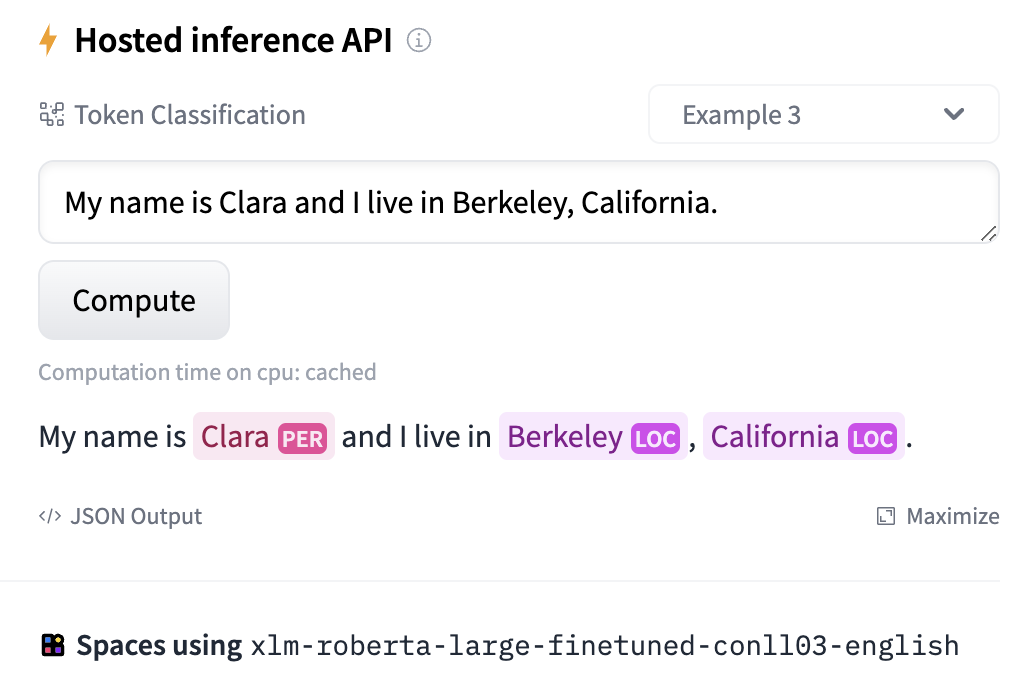 Hosted inference API
Token Classification Example 3
My name is Clara and I live in Berkeley, California.
Compute
Computation time on cpu: cached
My name is Clara PER and I live in Berkeley LOC , California LOC .
</> JSON Output Maximize
Spaces using xlm-roberta-large-finetuned-conll03-english